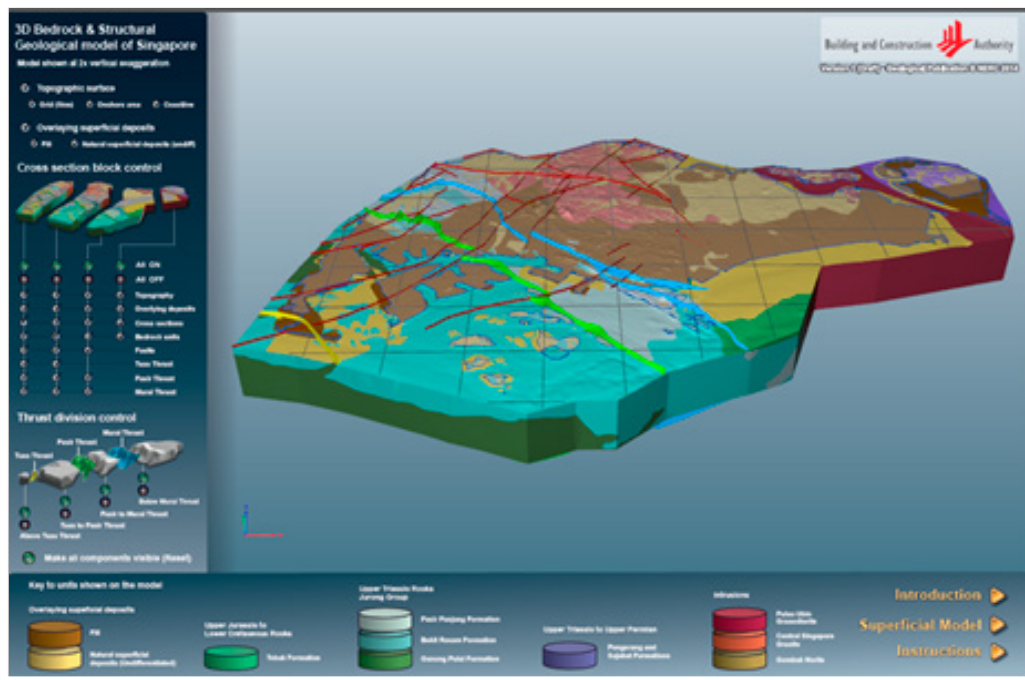 3D Bedrock & Structural
Geological model of Singapore
Model shown at 2x vertical exaggeration
Topographic surface
Grid (1km) Onshore area Coastline
Overlaying superficial deposits
Fill Natural superficial deposits (undiff)
Cross section block control
All ON
All OFF
Topography
Overlying deposits
Cross sections
Bedrock units
Faults
Tuas Thrust
Pasir Thrust
Murai Thrust
Thrust division control
Murai Thrust
Pasir Thrust
Tuas Thrust
Below Murai Thrust
Pasir to Murai Thrust
Tuas to Pasir Thrust
Above Tuas Thrust
Make all components visible (Reset)
Building and Construction Authority
Key to units shown on the model
Overlaying superficial deposits
Fill
Natural superficial
deposits (Undifferentiated)
Upper Jurassic to
Lower Cretaceous Rocks
Tekak Formation
Upper Triassic Rocks
Jurong Group
Pasir Panjang Formation
Bukit Resam Formation
Gunung Pulai Formation
Upper Triassic to Upper Permian
Pengerang and
Sajahat Formations
Intrusions
Pulau Ubin
Granodiorite
Central Singapore
Granite
Gombak Norite
Introduction
Superficial Model
Instructions